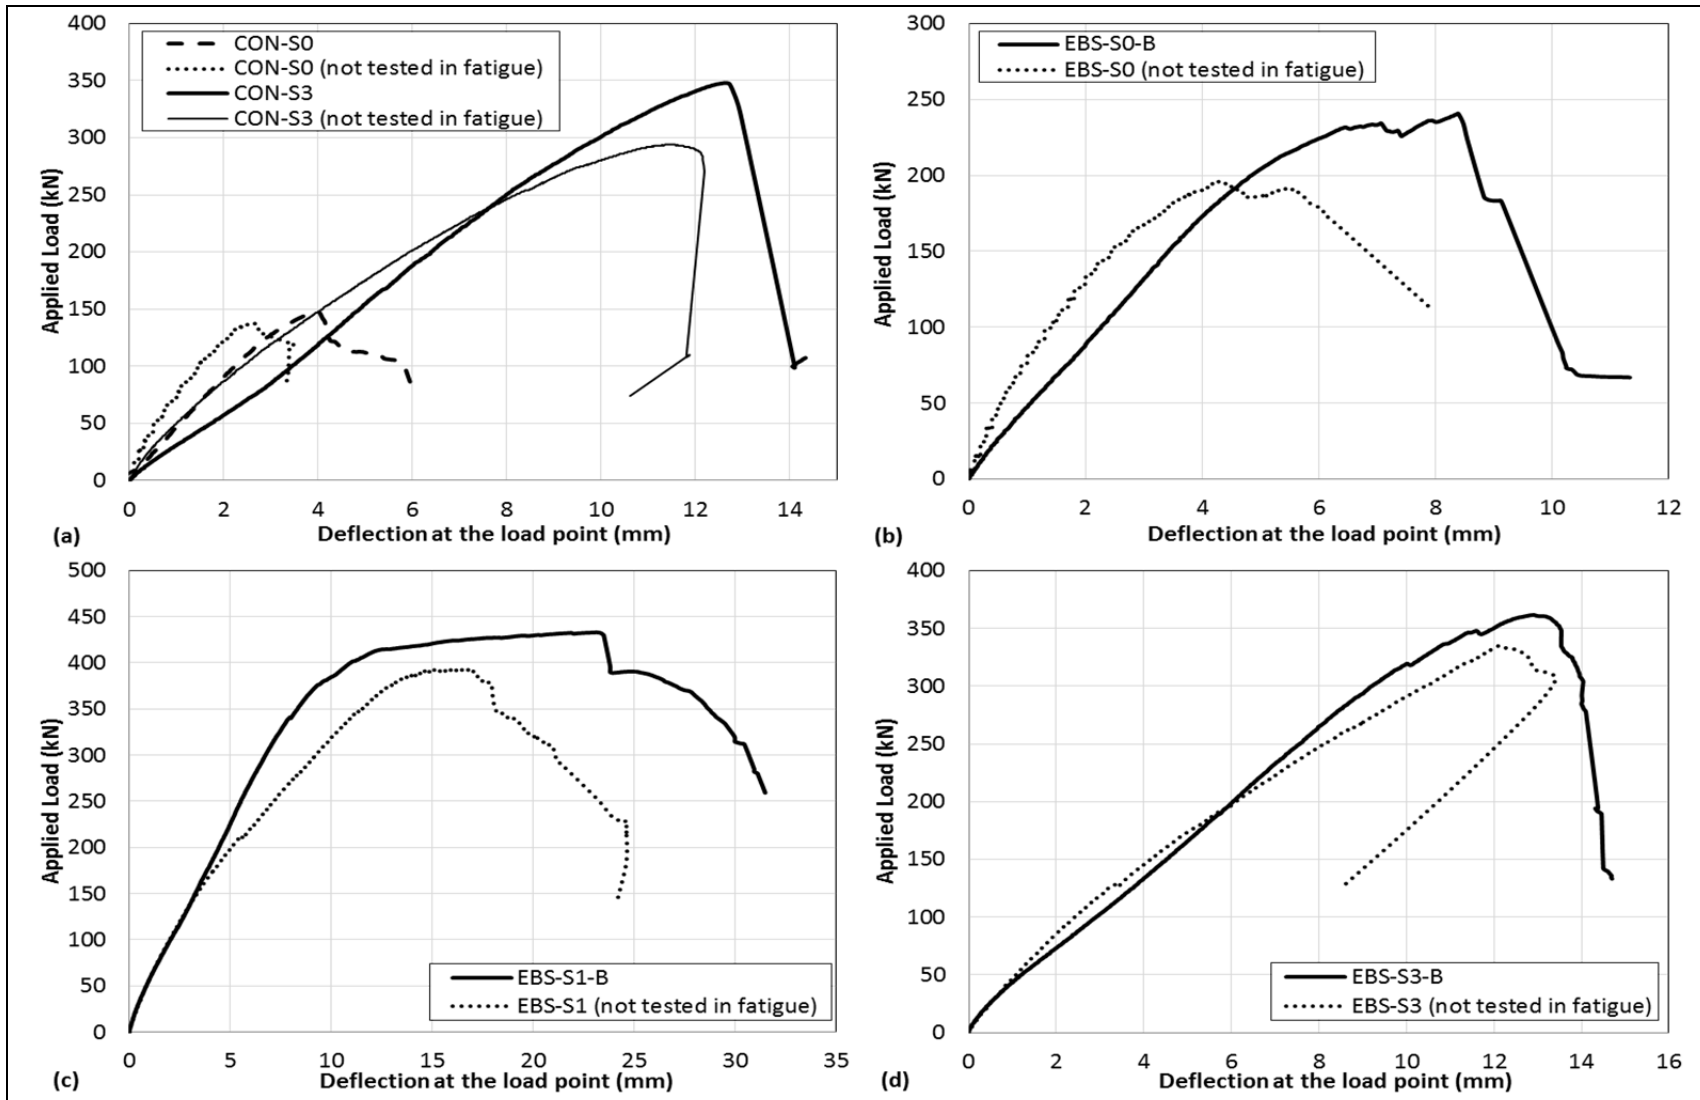 400
350
300
250
200
150
100
50
0
Applied Load (kN)
CON-S0
CON-S0 (not tested in fatigue)
CON-S3
CON-S3 (not tested in fatigue)
0 2 4 6 8 10 12 14
(a) Deflection at the load point (mm)
300
250
200
150
100
50
0
Applied Load (kN)
EBS-S0-B
EBS-S0 (not tested in fatigue)
0 2 4 6 8 10 12
(b) Deflection at the load point (mm)
500
450
400
350
300
250
200
150
100
50
0
Applied Load (kN)
EBS-S1-B
EBS-S1 (not tested in fatigue)
0 5 10 15 20 25 30 35
(c) Deflection at the load point (mm)
400
350
300
250
200
150
100
50
0
Applied Load (kN)
EBS-S3-B
EBS-S3 (not tested in fatigue)
0 2 4 6 8 10 12 14 16
(d) Deflection at the load point (mm)